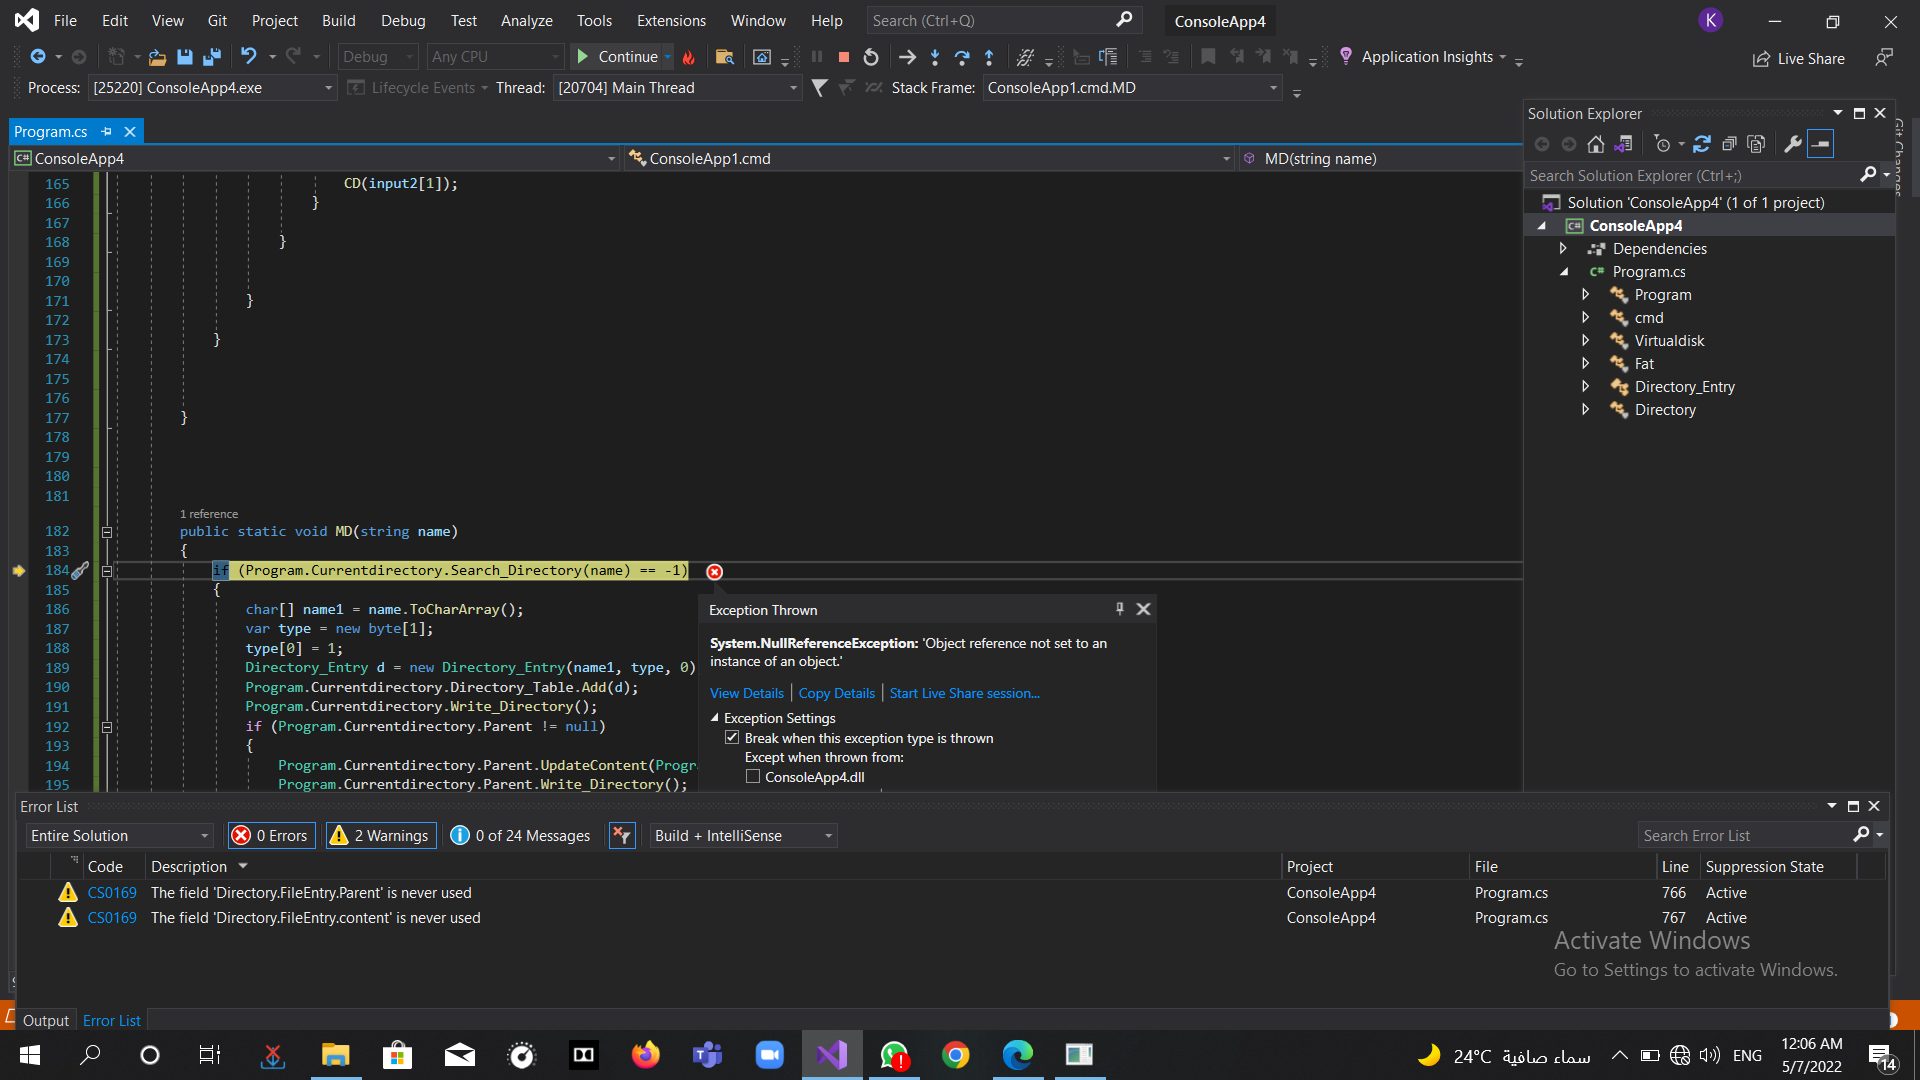 File Edit View Git Project Build Debug Test Analyze Tools Extensions Window Help Search (Ctrl+Q) ConsoleApp4 K
Debug Any CPU Continue Application Insights Live Share
Process: [25220] ConsoleApp4.exe Lifecycle Events Thread: [20704] Main Thread Stack Frame: ConsoleApp1.cmd.MD
Program.cs
C# ConsoleApp4 ConsoleApp1.cmd MD(string name)
165 CD(input2[1]);
166 }
167
168 }
169
170
171 }
172
173 }
174
175
176
177 }
178
179
180
181
1 reference
182 public static void MD(string name)
183 {
184 if (Program.Currentdirectory.Search_Directory(name) == -1)
185 {
186 char[] name1 = name.ToCharArray();
187 var type = new byte[1];
188 type[0] = 1;
189 Directory_Entry d = new Directory_Entry(name1, type, 0)
190 Program.Currentdirectory.Directory_Table.Add(d);
191 Program.Currentdirectory.Write_Directory();
192 if (Program.Currentdirectory.Parent != null)
193 {
194 Program.Currentdirectory.Parent.UpdateContent(Progr
195 Program.Currentdirectory.Parent.Write_Directory();
Exception Thrown
System.NullReferenceException: 'Object reference not set to an
instance of an object.'
View Details | Copy Details | Start Live Share session...
Exception Settings
Break when this exception type is thrown
Except when thrown from:
ConsoleApp4.dll
Solution Explorer
Search Solution Explorer (Ctrl+;)
Solution 'ConsoleApp4' (1 of 1 project)
C# ConsoleApp4
Dependencies
C# Program.cs
Program
cmd
Virtualdisk
Fat
Directory_Entry
Directory
Git Changes
Error List
Entire Solution 0 Errors 2 Warnings 0 of 24 Messages Build + IntelliSense Search Error List
Code Description Project File Line Suppression State
CS0169 The field 'Directory.FileEntry.Parent' is never used ConsoleApp4 Program.cs 766 Active
CS0169 The field 'Directory.FileEntry.content' is never used ConsoleApp4 Program.cs 767 Active
Activate Windows
Go to Settings to activate Windows.
Output Error List
24°C سماء صافية ENG 12:06 AM
5/7/2022 14